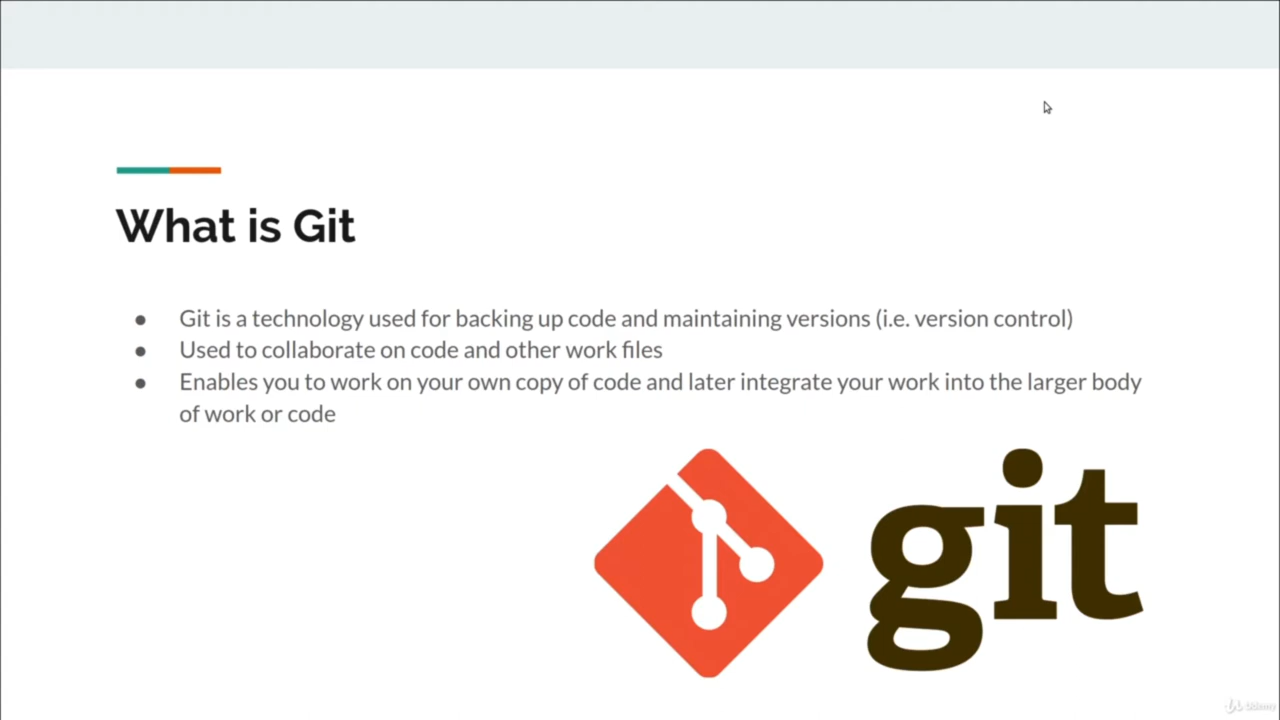 What is Git
● Git is a technology used for backing up code and maintaining versions (i.e. version control)
● Used to collaborate on code and other work files
● Enables you to work on your own copy of code and later integrate your work into the larger body
of work or code
git
Udemy